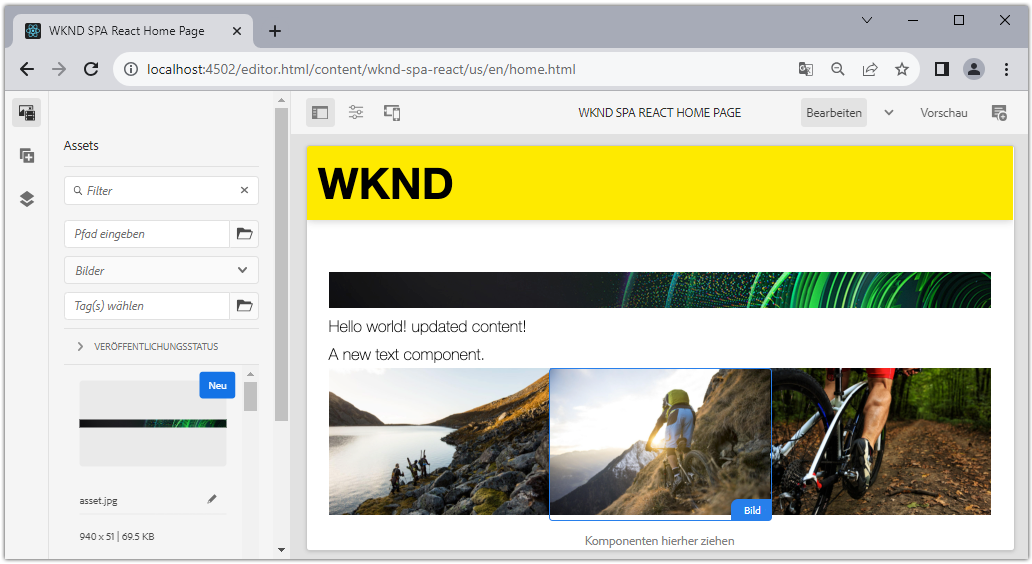 WKND SPA React Home Page
localhost:4502/editor.html/content/wknd-spa-react/us/en/home.html
Assets
Filter
Pfad eingeben
Bilder
Tag(s) wählen
VERÖFFENTLICHUNGSSTATUS
Neu
asset.jpg
940 x 51 | 69.5 KB
WKND SPA REACT HOME PAGE
Bearbeiten
Vorschau
WKND
Hello world! updated content!
A new text component.
Bild
Komponenten hierher ziehen